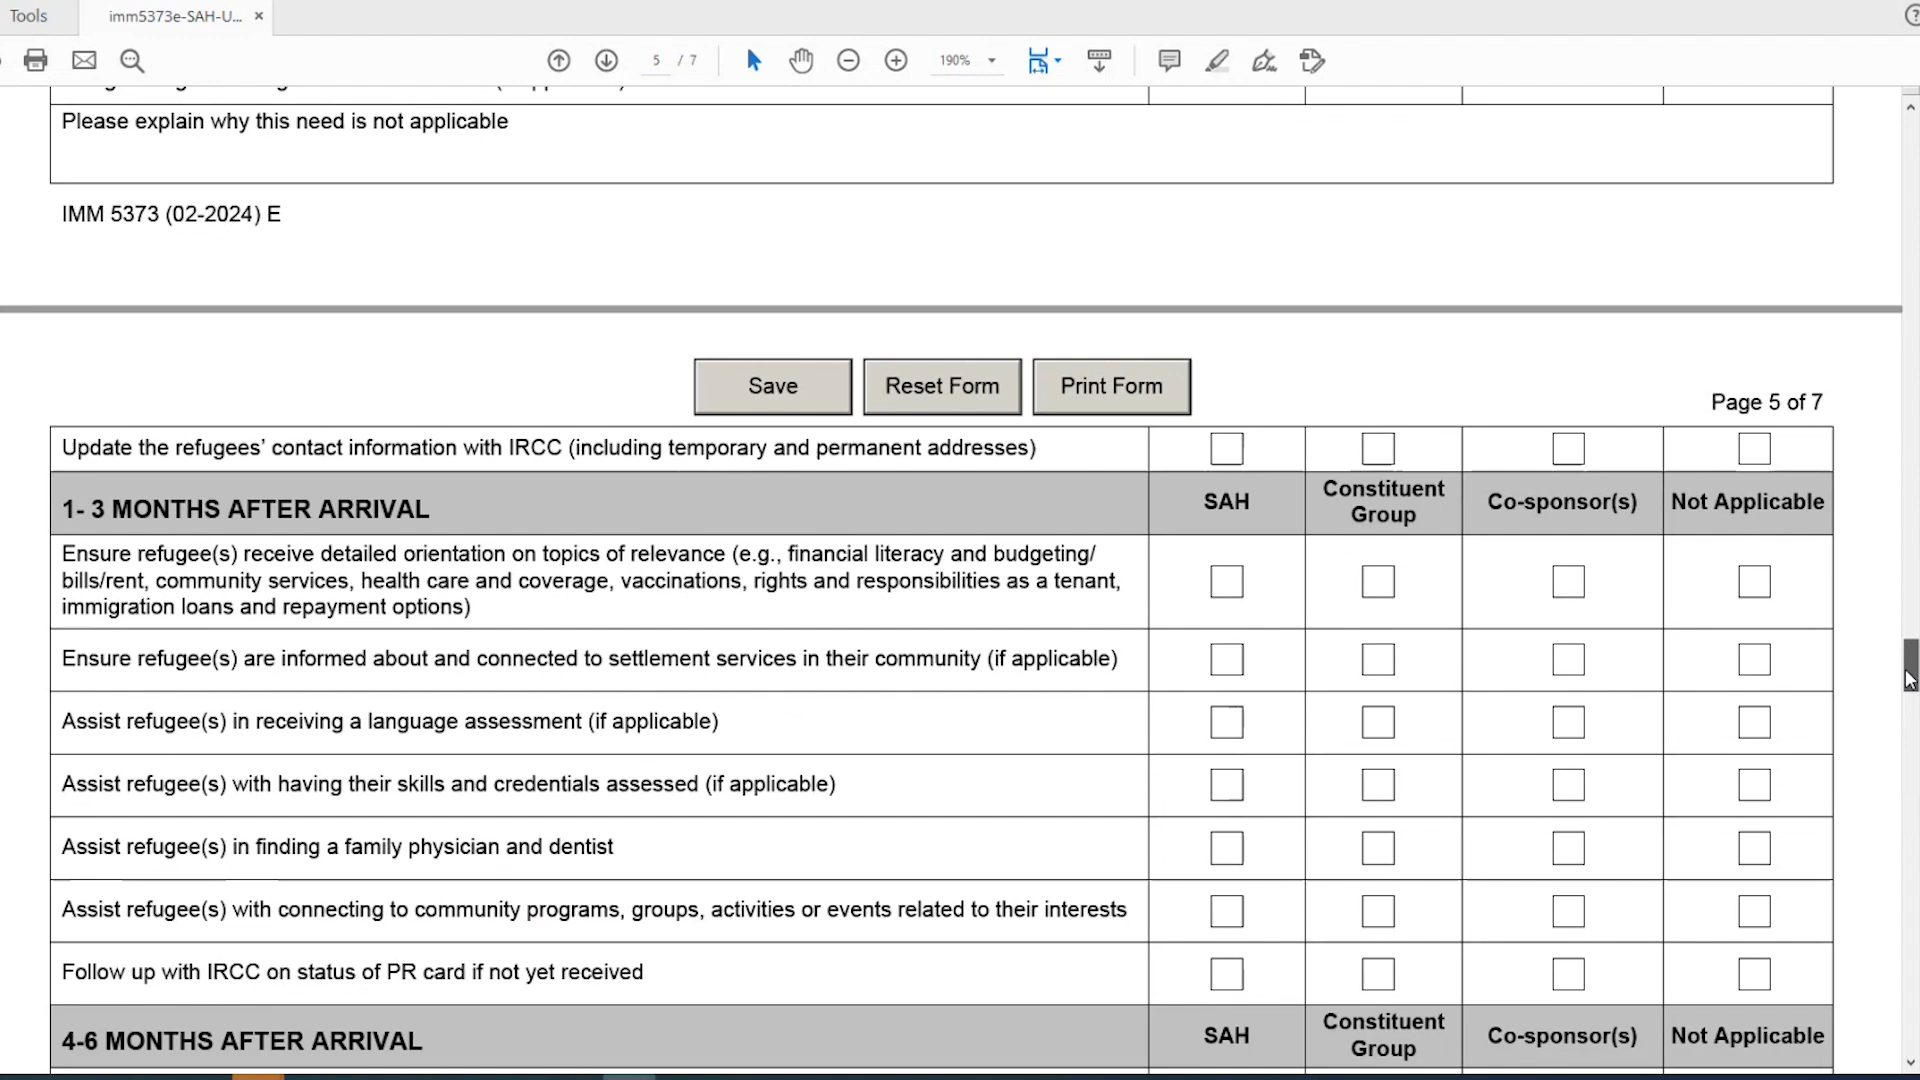 Tools
imm5373e-SAH-U... ×
5 / 7
190%
Please explain why this need is not applicable
IMM 5373 (02-2024) E
Save
Reset Form
Print Form
Page 5 of 7
Update the refugees’ contact information with IRCC (including temporary and permanent addresses)
1- 3 MONTHS AFTER ARRIVAL
SAH
Constituent
Group
Co-sponsor(s)
Not Applicable
Ensure refugee(s) receive detailed orientation on topics of relevance (e.g., financial literacy and budgeting/
bills/rent, community services, health care and coverage, vaccinations, rights and responsibilities as a tenant,
immigration loans and repayment options)
Ensure refugee(s) are informed about and connected to settlement services in their community (if applicable)
Assist refugee(s) in receiving a language assessment (if applicable)
Assist refugee(s) with having their skills and credentials assessed (if applicable)
Assist refugee(s) in finding a family physician and dentist
Assist refugee(s) with connecting to community programs, groups, activities or events related to their interests
Follow up with IRCC on status of PR card if not yet received
4-6 MONTHS AFTER ARRIVAL
SAH
Constituent
Group
Co-sponsor(s)
Not Applicable